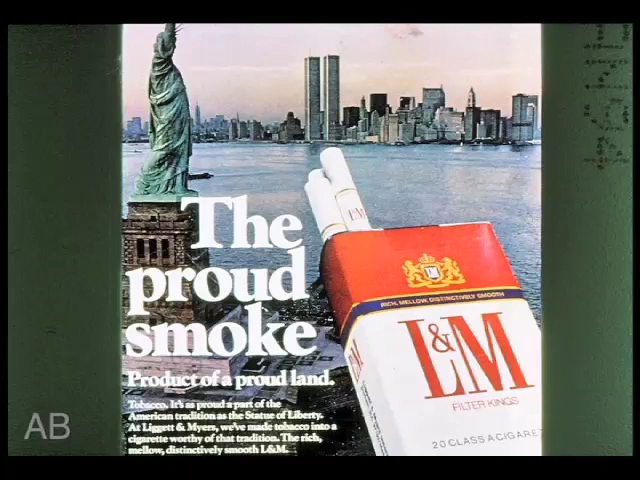 The
proud
smoke
Product of a proud land.
Tobacco. It's as proud a part of the
American tradition as the Statue of Liberty.
At Liggett & Myers, we've made tobacco into a
cigarette worthy of that tradition. The rich,
mellow, distinctively smooth L&M.
L&M
L&M
RICH, MELLOW, DISTINCTIVELY SMOOTH
L&M
FILTER KINGS
20 CLASS A CIGARE
L&M
AB